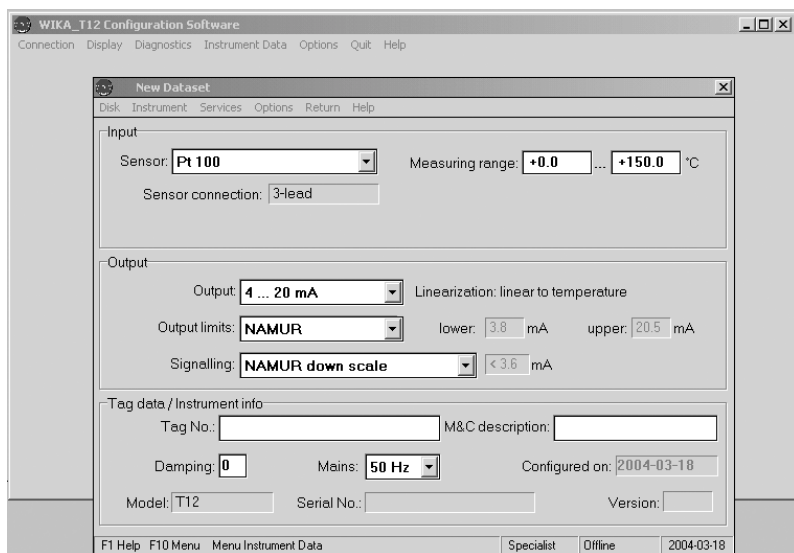 WIKA_T12 Configuration Software
Connection Display Diagnostics Instrument Data Options Quit Help
New Dataset
Disk Instrument Services Options Return Help
Input
Sensor: Pt 100 Measuring range: +0.0 ... +150.0 °C
Sensor connection: 3-lead
Output
Output: 4 ... 20 mA Linearization: linear to temperature
Output limits: NAMUR lower: 3.8 mA upper: 20.5 mA
Signalling: NAMUR down scale < 3.6 mA
Tag data / Instrument info
Tag No.: M&C description:
Damping: 0 Mains: 50 Hz Configured on: 2004-03-18
Model: T12 Serial No.: Version:
F1 Help F10 Menu Menu Instrument Data Specialist Offline 2004-03-18